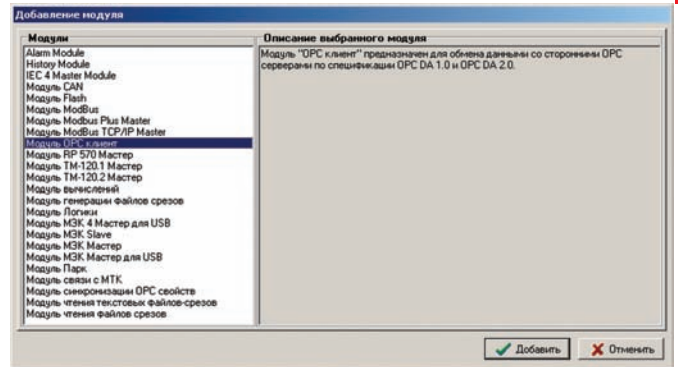 Добавление модуля
Модули
Alarm Module
History Module
IEC 4 Master Module
Модуль CAN
Модуль Flash
Модуль ModBus
Модуль Modbus Plus Master
Модуль ModBus TCP/IP Master
Модуль OPC клиент
Модуль RP 570 Мастер
Модуль TM-120.1 Мастер
Модуль TM-120.2 Мастер
Модуль вычислений
Модуль генерации файлов срезов
Модуль Логики
Модуль МЭК 4 Мастер для USB
Модуль МЭК Slave
Модуль МЭК Мастер
Модуль МЭК Мастер для USB
Модуль Парк
Модуль связи с МТК
Модуль синхронизации OPC свойств
Модуль чтения текстовых файлов-срезов
Модуль чтения файлов срезов
Описание выбранного модуля
Модуль "OPC клиент" предназначен для обмена данными со сторонними OPC
серверами по спецификации OPC DA 1.0 и OPC DA 2.0.
Добавить
Отменить